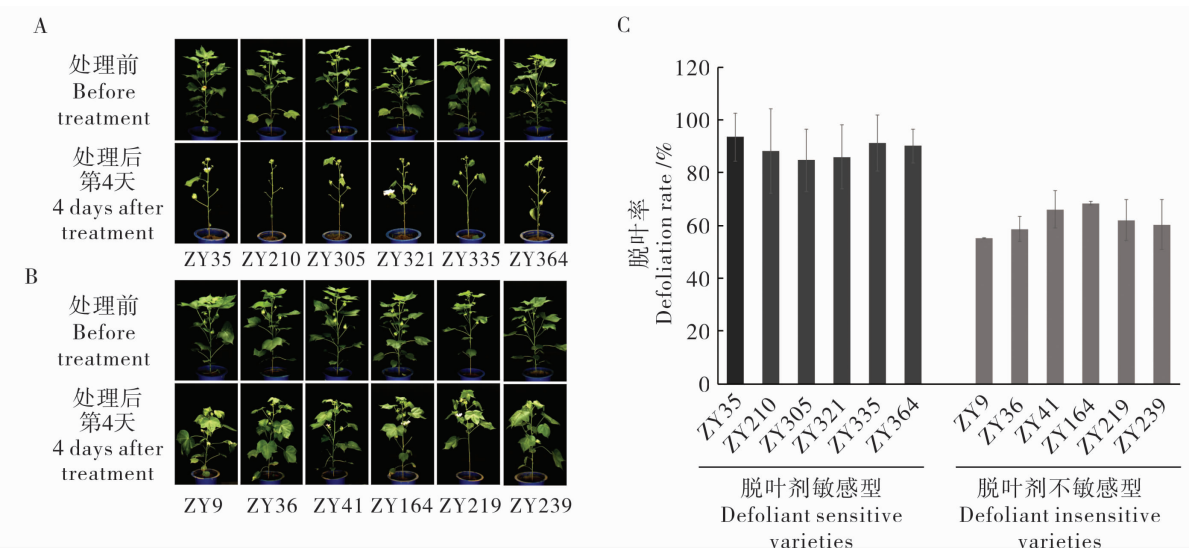 A
处理前
Before
treatment
处理后
第4天
4 days after
treatment
ZY35 ZY210 ZY305 ZY321 ZY335 ZY364
B
处理前
Before
treatment
处理后
第4天
4 days after
treatment
ZY9 ZY36 ZY41 ZY164 ZY219 ZY239
C
脱叶率
Defoliation rate /%
120
100
80
60
40
20
0
ZY35
ZY210
ZY305
ZY321
ZY335
ZY364
ZY9
ZY36
ZY41
ZY164
ZY219
ZY239
脱叶剂敏感型
Defoliant sensitive
varieties
脱叶剂不敏感型
Defoliant insensitive
varieties